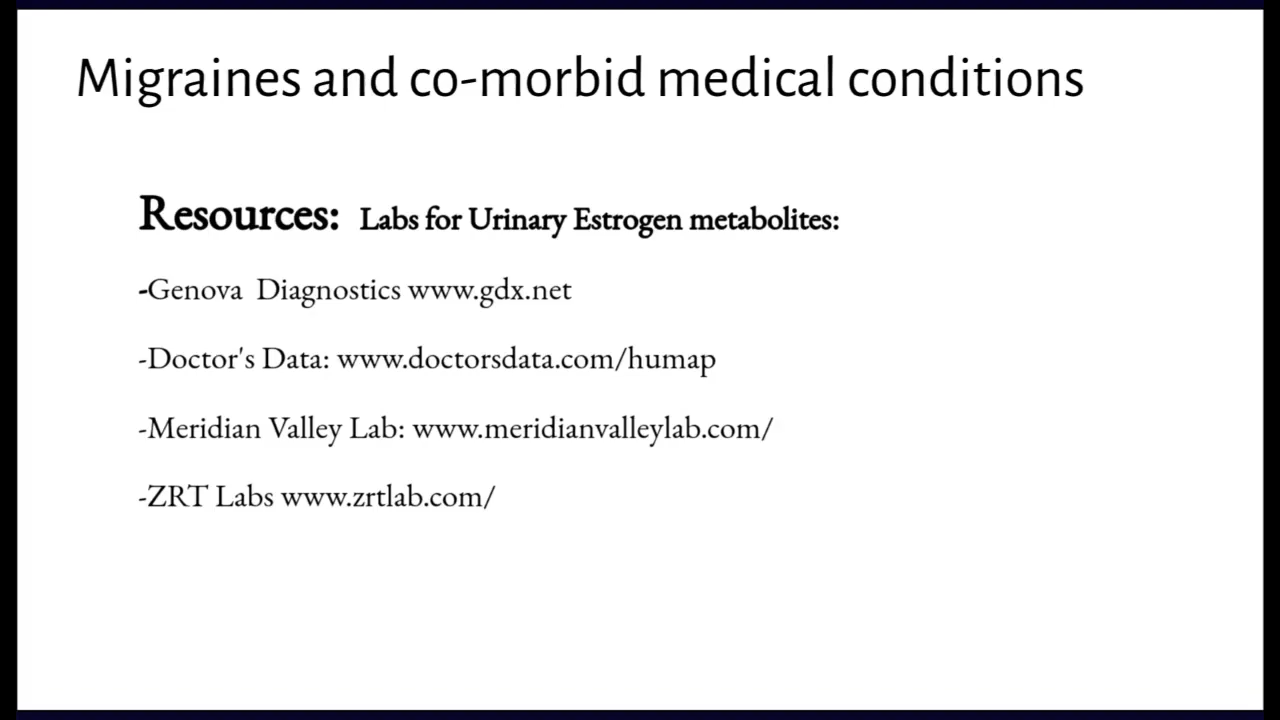 Migraines and co-morbid medical conditions
Resources: Labs for Urinary Estrogen metabolites:
-Genova Diagnostics www.gdx.net
-Doctor's Data: www.doctorsdata.com/humap
-Meridian Valley Lab: www.meridianvalleylab.com/
-ZRT Labs www.zrtlab.com/